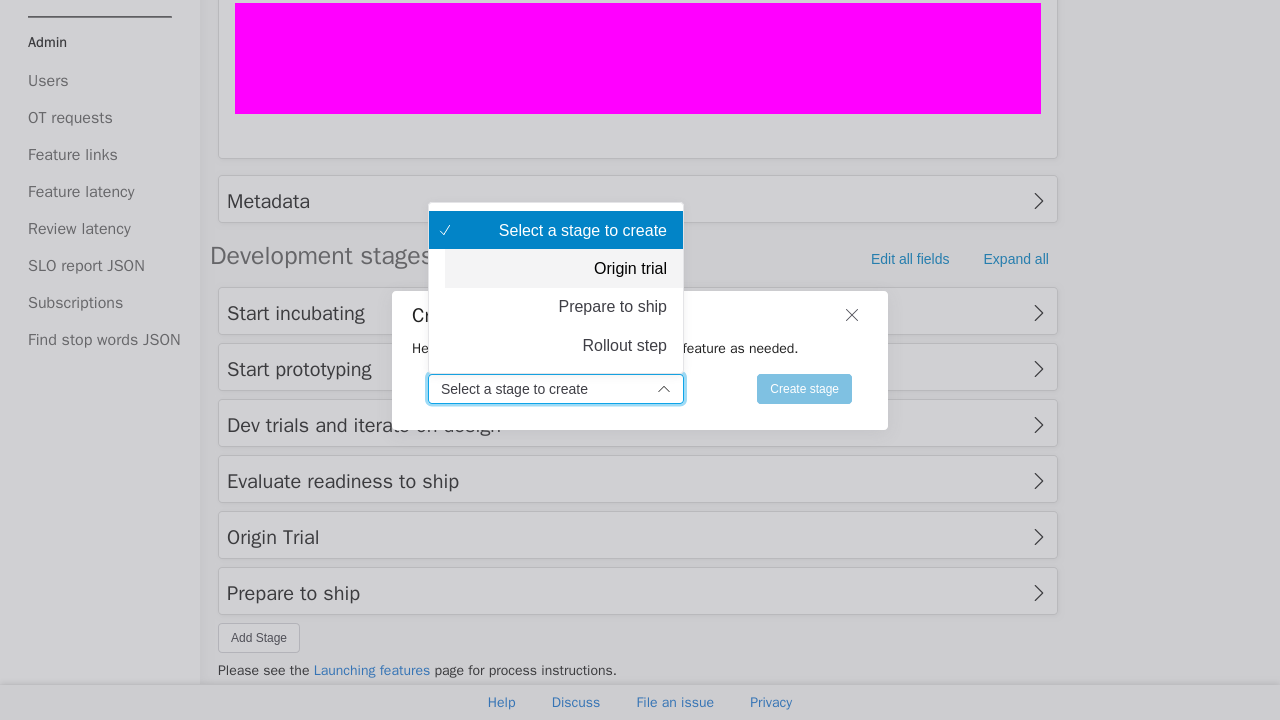 Admin
Users
OT requests
Feature links
Feature latency
Review latency
SLO report JSON
Subscriptions
Find stop words JSON
Metadata
Development stages
Edit all fields
Expand all
Start incubating
Start prototyping
Dev trials and iterate on design
Evaluate readiness to ship
Origin Trial
Prepare to ship
Add Stage
Please see the Launching features page for process instructions.
Select a stage to create
Origin trial
Prepare to ship
Rollout step
feature as needed.
Select a stage to create
Create stage
Help
Discuss
File an issue
Privacy